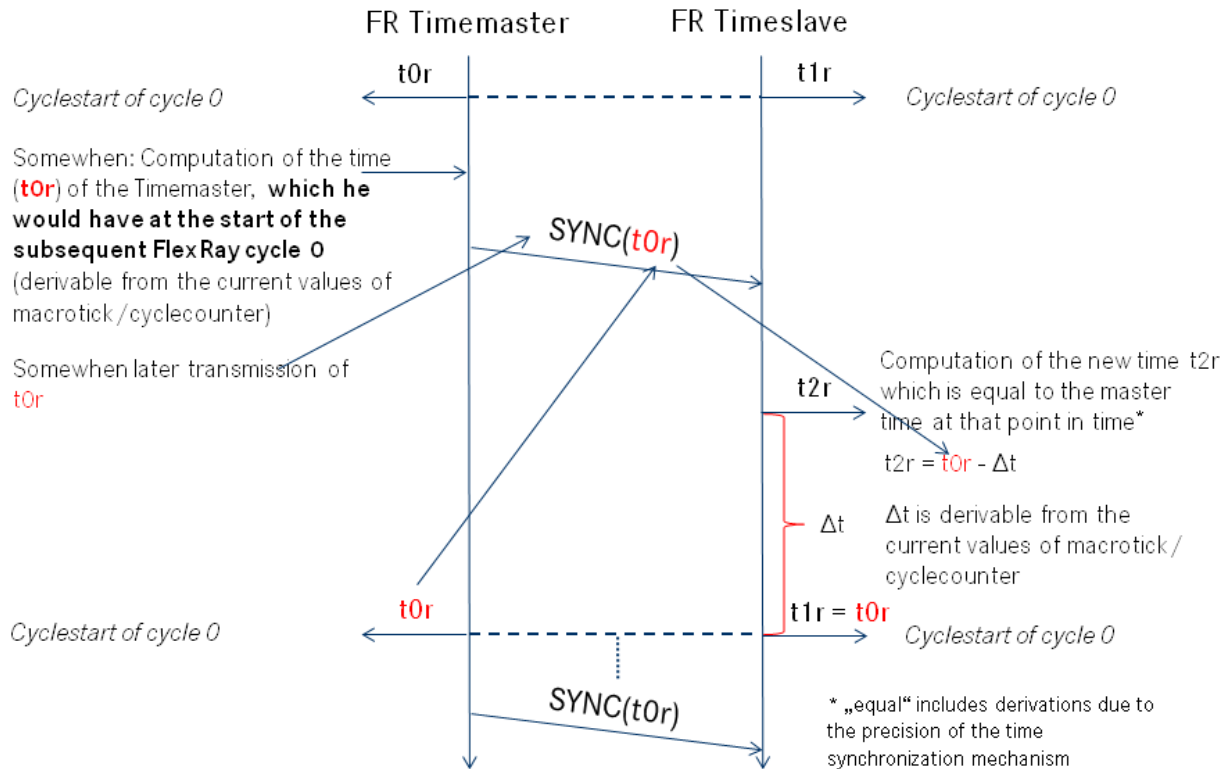 FR Timemaster
FR Timeslave
t0r
t1r
Cyclestart of cycle 0
Cyclestart of cycle 0
Somewhen: Computation of the time
(t0r) of the Timemaster, which he
would have at the start of the
subsequent FlexRay cycle 0
(derivable from the current values of
macrotick/cyclecounter)
SYNC(t0r)
Somewhen later transmission of
t0r
t2r
Computation of the new time t2r
which is equal to the master
time at that point in time*
t2r = t0r - Δt
Δt
Δt is derivable from the
current values of macrotick/
cyclecounter
t0r
t1r = t0r
Cyclestart of cycle 0
Cyclestart of cycle 0
SYNC(t0r)
* „equal“ includes derivations due to
the precision of the time
synchronization mechanism